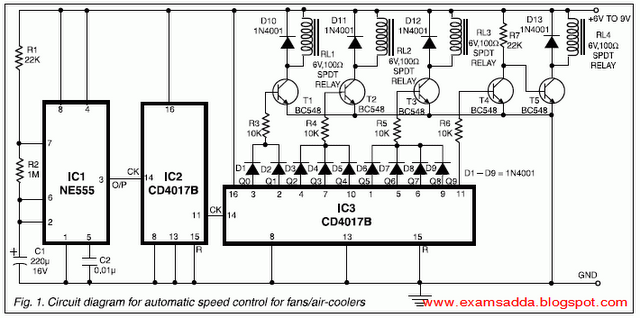 D10
1N4001
D11
1N4001
D12
1N4001
D13
1N4001
+6V TO 9V
RL1
6V,100Ω
SPDT
RELAY
RL2
6V,100Ω
SPDT
RELAY
RL3
6V,100Ω
SPDT
RELAY
R7
22K
RL4
6V,100Ω
SPDT
RELAY
R1
22K
T1
BC548
T2
BC548
T3
BC548
T4
BC548
T5
BC548
R3
10K
R4
10K
R5
10K
R6
10K
8 4
7
R2
1M
6
2
IC1
NE555
3
O/P
1 5
CK
16
14
IC2
CD4017B
11
8 13 15
R
CK
D1 D2 D3 D4 D5 D6 D7 D8
D1 – D9 = 1N4001
Q0 Q1 Q2 Q3 Q4 Q5 Q6 Q7 Q8 Q9
16 3 2 4 7 10 1 5 6 9 11
14
IC3
CD4017B
8 13 15
R
C1
220µ
16V
C2
0,01µ
GND
Fig. 1. Circuit diagram for automatic speed control for fans/air-coolers
www.examsadda.blogspot.com